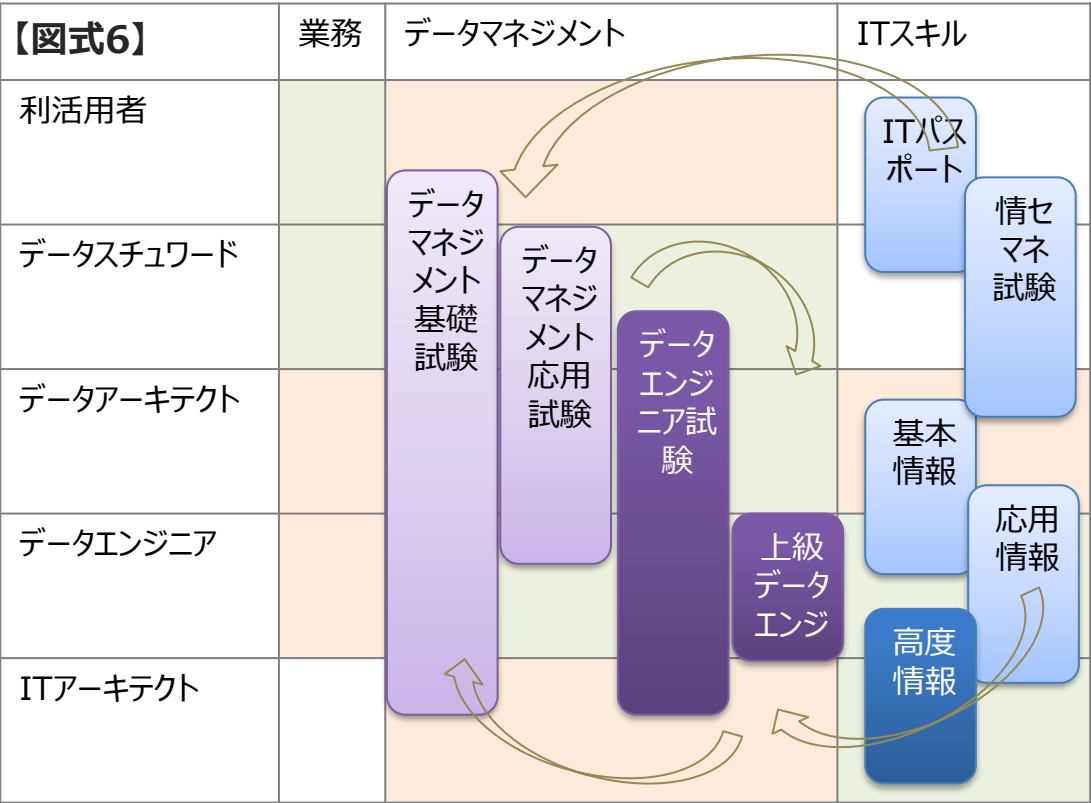 【図式6】
業務
データマネジメント
ITスキル
利活用者
データスチュワード
データアーキテクト
データエンジニア
ITアーキテクト
データ
マネジ
メント
基礎
試験
データ
マネジ
メント
応用
試験
データ
エンジ
ニア試
験
上級
データ
エンジ
ITパス
ポート
情セ
マネ
試験
基本
情報
応用
情報
高度
情報